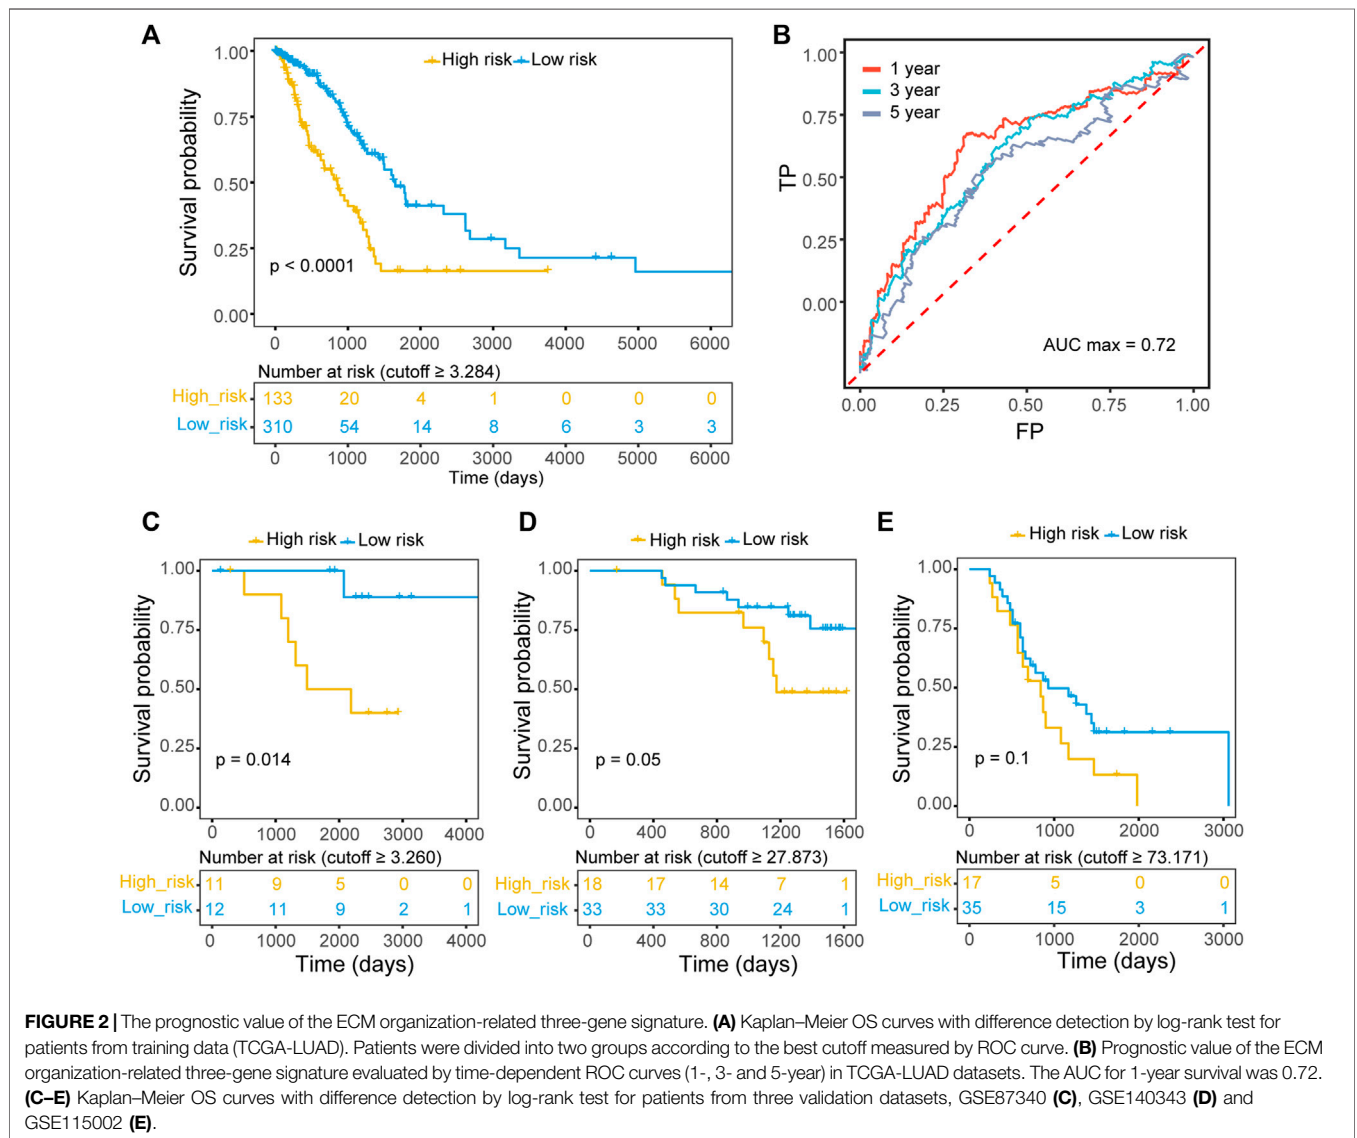 A
High risk Low risk
1.00
0.75
0.50
0.25
0.00
Survival probability
p < 0.0001
0 1000 2000 3000 4000 5000 6000
Number at risk (cutoff ≥ 3.284)
High_risk 133 20 4 1 0 0 0
Low_risk 310 54 14 8 6 3 3
0 1000 2000 3000 4000 5000 6000
Time (days)
B
1.00
0.75
0.50
0.25
0.00
TP
1 year
3 year
5 year
AUC max = 0.72
0.00 0.25 0.50 0.75 1.00
FP
C
High risk Low risk
1.00
0.75
0.50
0.25
0.00
Survival probability
p = 0.014
0 1000 2000 3000 4000
Number at risk (cutoff ≥ 3.260)
High_risk 11 9 5 0 0
Low_risk 12 11 9 2 1
0 1000 2000 3000 4000
Time (days)
D
High risk Low risk
1.00
0.75
0.50
0.25
0.00
Survival probability
p = 0.05
0 400 800 1200 1600
Number at risk (cutoff ≥ 27.873)
High_risk 18 17 14 7 1
Low_risk 33 33 30 24 1
0 400 800 1200 1600
Time (days)
E
High risk Low risk
1.00
0.75
0.50
0.25
0.00
Survival probability
p = 0.1
0 1000 2000 3000
Number at risk (cutoff ≥ 73.171)
High_risk 17 5 0 0
Low_risk 35 15 3 1
0 1000 2000 3000
Time (days)
FIGURE 2 | The prognostic value of the ECM organization-related three-gene signature. (A) Kaplan–Meier OS curves with difference detection by log-rank test for
patients from training data (TCGA-LUAD). Patients were divided into two groups according to the best cutoff measured by ROC curve. (B) Prognostic value of the ECM
organization-related three-gene signature evaluated by time-dependent ROC curves (1-, 3- and 5-year) in TCGA-LUAD datasets. The AUC for 1-year survival was 0.72.
(C–E) Kaplan–Meier OS curves with difference detection by log-rank test for patients from three validation datasets, GSE87340 (C), GSE140343 (D) and
GSE115002 (E).